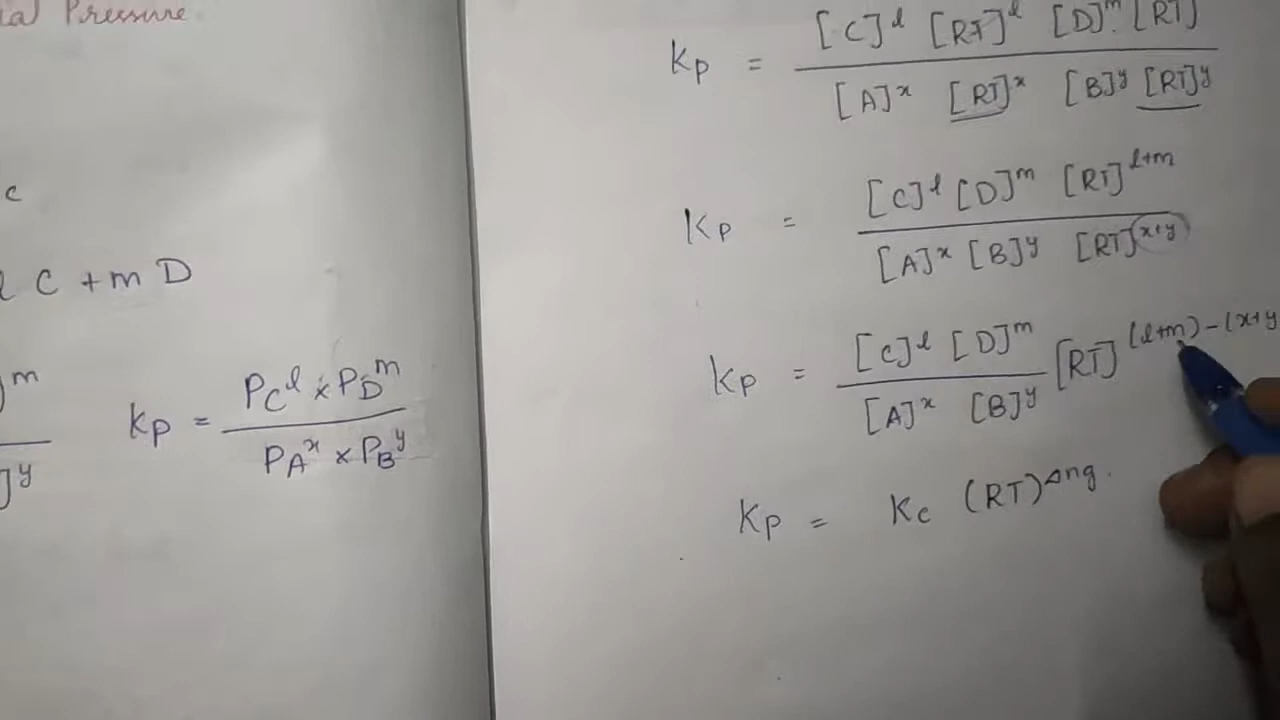 Pressure
c
C + m D
m
y
Kp = PC^l × PD^m / PA^x × PB^y
Kp = [C]^l [RT]^l [D]^m [RT] / [A]^x [RT]^x [B]^y [RT]^y
Kp = [C]^l [D]^m [RT]^l+m / [A]^x [B]^y [RT]^(x+y)
Kp = [C]^l [D]^m / [A]^x [B]^y [RT]^(l+m)-(x+y
Kp = Kc (RT)^Δng.